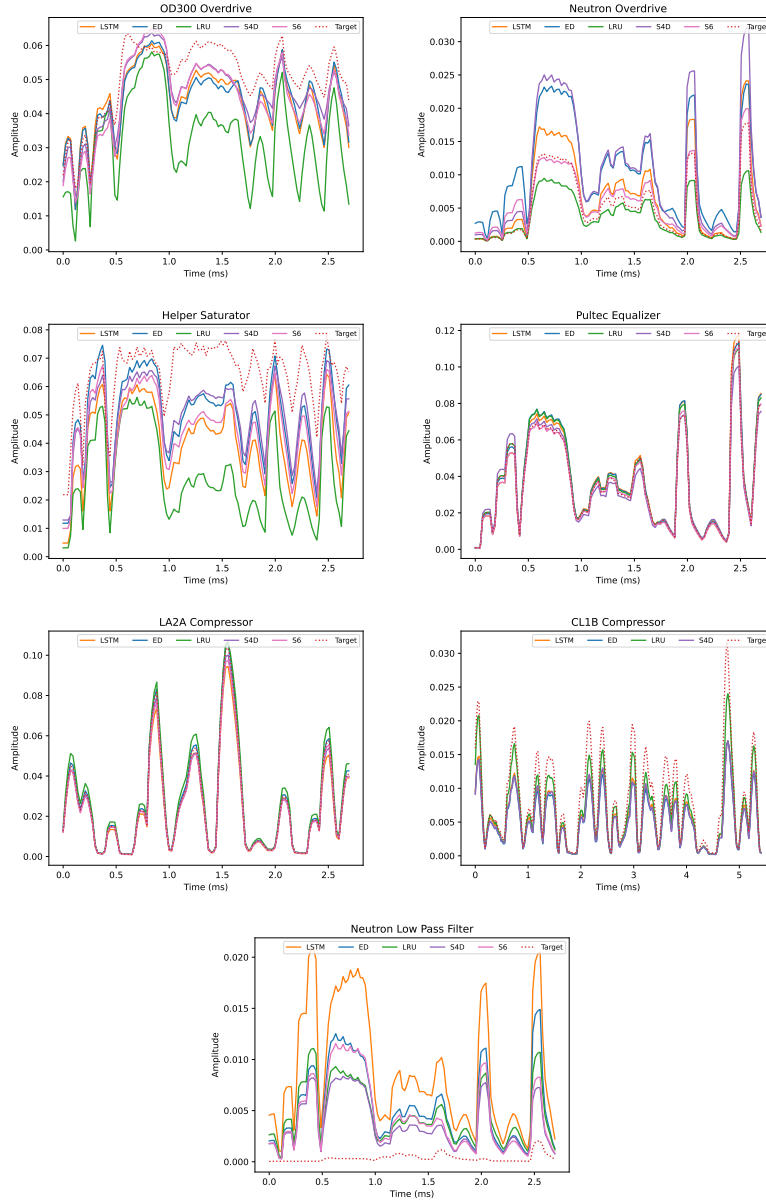 OD300 Overdrive
LSTM ED LRU S4D S6 Target
0.06
0.05
0.04
0.03
0.02
0.01
0.00
Amplitude
0.0 0.5 1.0 1.5 2.0 2.5
Time (ms)
Neutron Overdrive
LSTM ED LRU S4D S6 Target
0.030
0.025
0.020
0.015
0.010
0.005
0.000
Amplitude
0.0 0.5 1.0 1.5 2.0 2.5
Time (ms)
Helper Saturator
LSTM ED LRU S4D S6 Target
0.08
0.07
0.06
0.05
0.04
0.03
0.02
0.01
0.00
Amplitude
0.0 0.5 1.0 1.5 2.0 2.5
Time (ms)
Pultec Equalizer
LSTM ED LRU S4D S6 Target
0.12
0.10
0.08
0.06
0.04
0.02
0.00
Amplitude
0.0 0.5 1.0 1.5 2.0 2.5
Time (ms)
LA2A Compressor
LSTM ED LRU S4D S6 Target
0.10
0.08
0.06
0.04
0.02
0.00
Amplitude
0.0 0.5 1.0 1.5 2.0 2.5
Time (ms)
CL1B Compressor
LSTM ED LRU S4D Target
0.030
0.025
0.020
0.015
0.010
0.005
0.000
Amplitude
0 1 2 3 4 5
Time (ms)
Neutron Low Pass Filter
LSTM ED LRU S4D S6 Target
0.020
0.015
0.010
0.005
0.000
Amplitude
0.0 0.5 1.0 1.5 2.0 2.5
Time (ms)